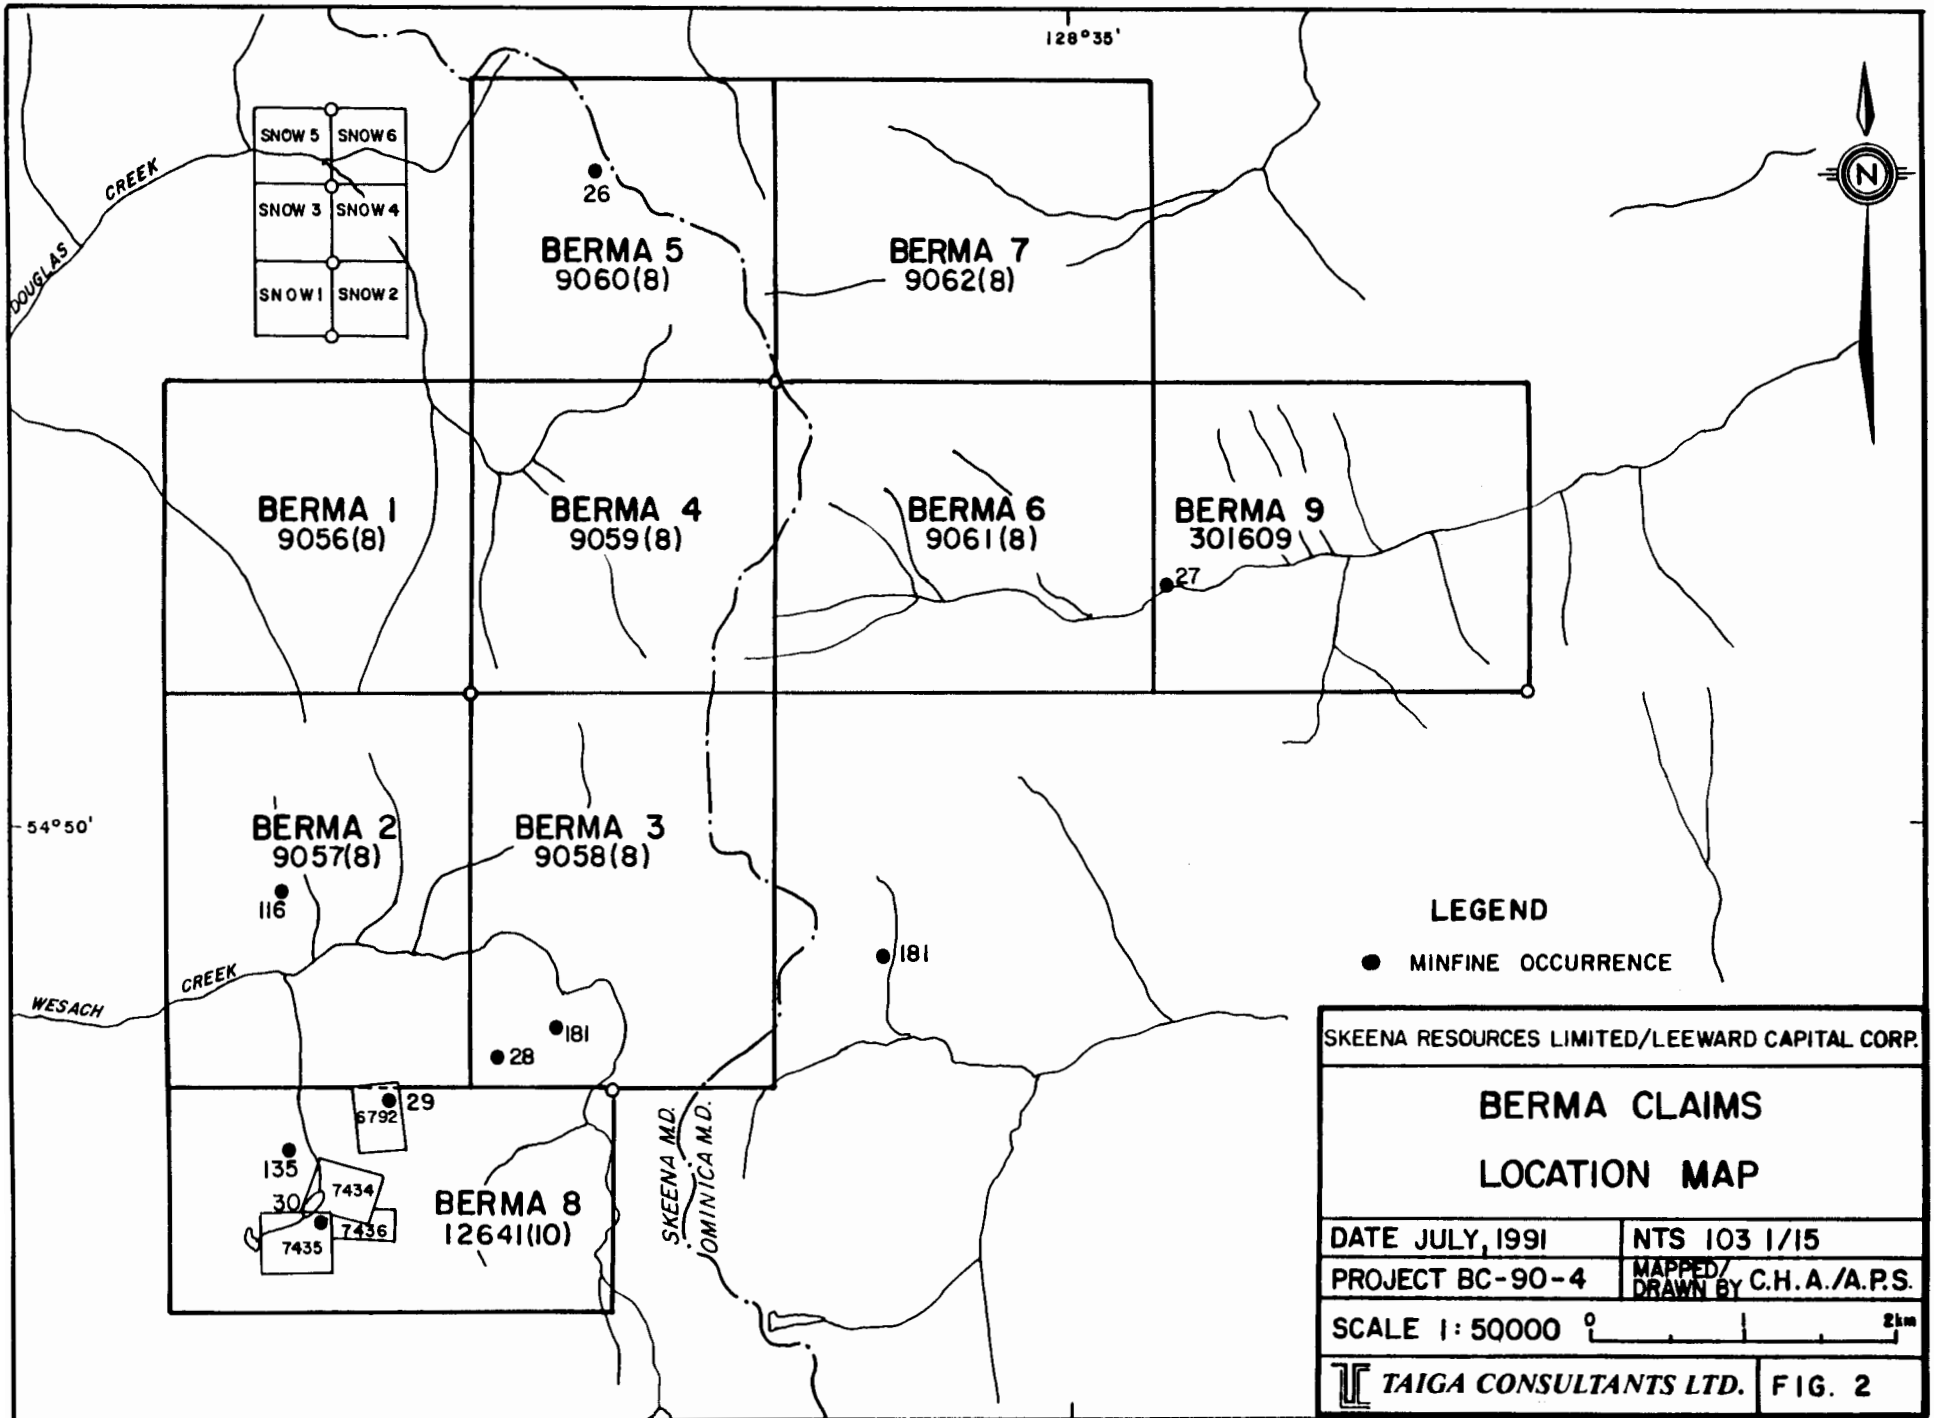 128°35'
SNOW 5
SNOW 6
SNOW 3
SNOW 4
SNOW 1
SNOW 2
DOUGLAS CREEK
N
26
BERMA 5
9060(8)
BERMA 7
9062(8)
BERMA 1
9056(8)
BERMA 4
9059(8)
BERMA 6
9061(8)
BERMA 9
301609
27
54°50'
BERMA 2
9057(8)
BERMA 3
9058(8)
116
181
WESACH CREEK
181
28
29
6792
135
30
7434
7436
7435
BERMA 8
12641(10)
SKEENA M.D.
OMINICA M.D.
LEGEND
MINFINE OCCURRENCE
SKEENA RESOURCES LIMITED/LEEWARD CAPITAL CORP.
BERMA CLAIMS
LOCATION MAP
DATE JULY, 1991
NTS 103 1/15
PROJECT BC-90-4
MAPPED/
DRAWN BY C.H.A./A.P.S.
SCALE 1:50000
0 1 2km
TAIGA CONSULTANTS LTD.
FIG. 2